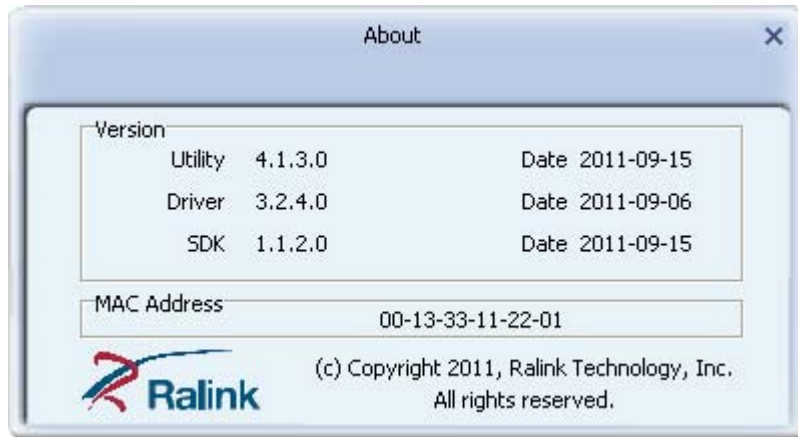 About
Version
Utility 4.1.3.0 Date 2011-09-15
Driver 3.2.4.0 Date 2011-09-06
SDK 1.1.2.0 Date 2011-09-15
MAC Address
00-13-33-11-22-01
Ralink
(c) Copyright 2011, Ralink Technology, Inc.
All rights reserved.